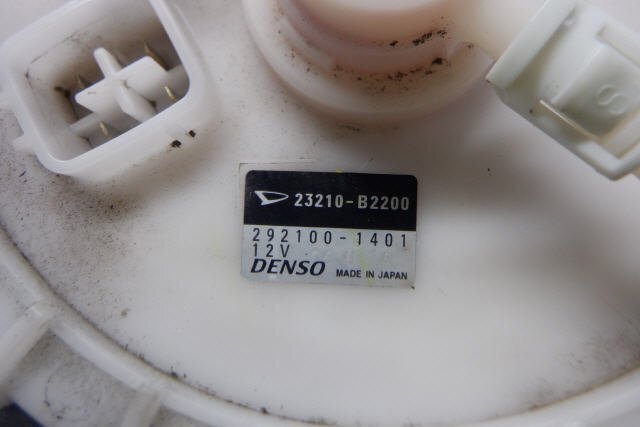 23210-B2200
292100-1401
12V
DENSO MADE IN JAPAN
S